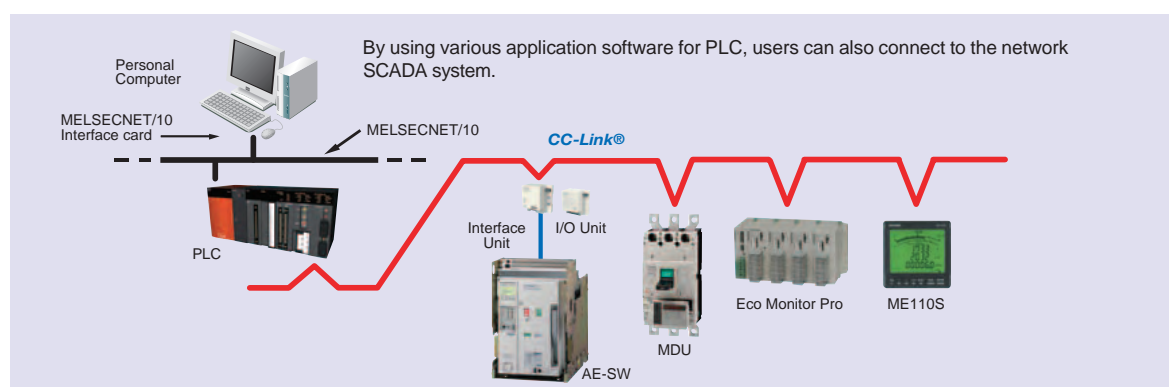 By using various application software for PLC, users can also connect to the network
SCADA system.
Personal
Computer
MELSECNET/10
Interface card
MELSECNET/10
CC-Link®
PLC
Interface
Unit
I/O Unit
AE-SW
MDU
Eco Monitor Pro
ME110S